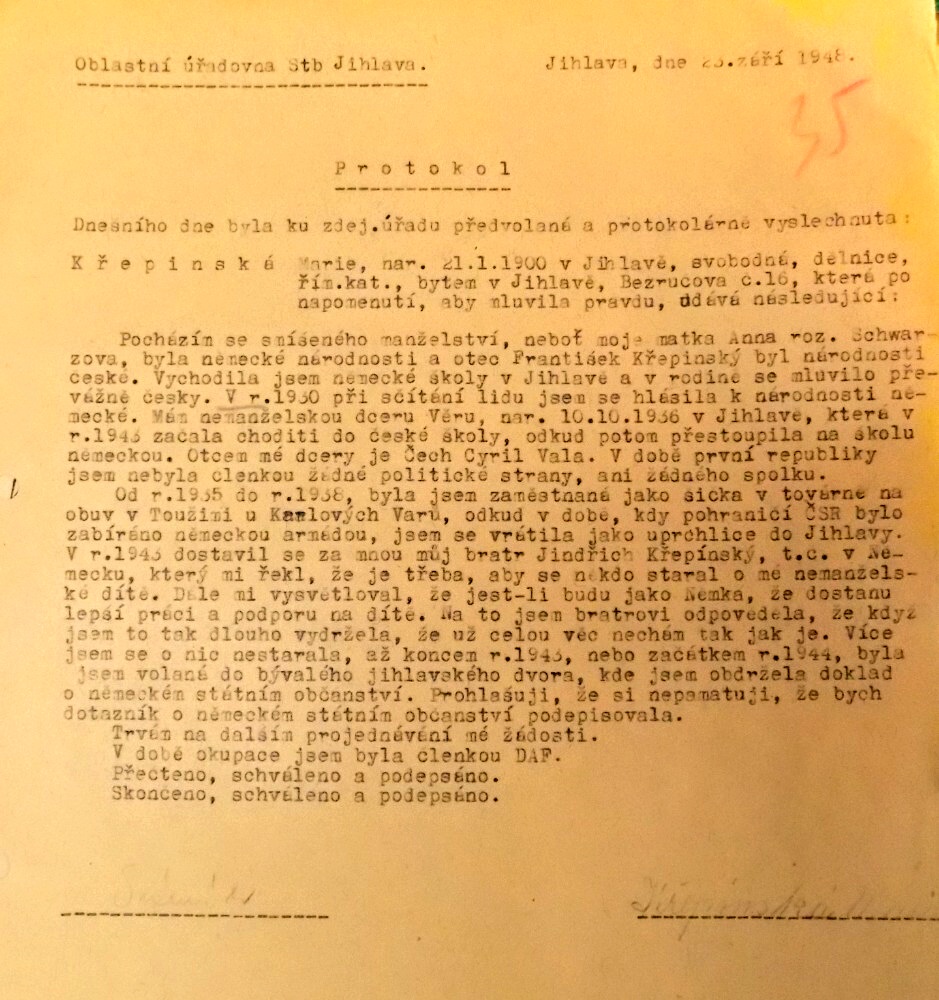 Oblastní úřadovna Stb Jihlava. Jihlava, dne 23.září 1948.
35
P r o t o k o l
Dnesního dne byla ku zdej.úřadu předvolaná a protokolárně vyslechnuta:
K ř e p i n s k á Marie, nar. 21.1.1900 v Jihlavě, svobodná, dělnice,
řím.kat., bytem v Jihlavě, Bezručova č.16, která po
napomenutí, aby mluvila pravdu, udává následující:
Pocházím se smíšeného manželství, neboť moje matka Anna roz. Schwar-
zova, byla německé národnosti a otec František Křepinský byl národnosti
české. Vychodila jsem německé školy v Jihlavě a v rodině se mluvilo pře-
vážně česky. V r.1930 při sčítání lidu jsem se hlásila k národnosti ně-
mecké. Mám nemanželskou dceru Věru, nar. 10.10.1936 v Jihlavě, která v
r.1943 začala choditi do české školy, odkud potom přestoupila na školu
německou. Otcem mé dcery je Čech Cyril Vala. V době první republiky
jsem nebyla členkou žádné politické strany, ani žádného spolku.
Od r.1935 do r.1938, byla jsem zaměstnaná jako šička v továrně na
obuv v Toužimi u Karlových Varů, odkud v době, kdy pohraničí ČSR bylo
zabíráno německou armádou, jsem se vrátila jako uprchlice do Jihlavy.
V r.1943 dostavil se za mnou můj bratr Jindřich Křepínský, t.c. v Ně-
mecku, který mi řekl, že je třeba, aby se někdo staral o mé nemanžels-
ké dítě. Dále mi vysvětloval, že jest-li budu jako Němka, že dostanu
lepší práci a podporu na dítě. Na to jsem bratrovi odpověděla, že když
jsem to tak dlouho vydržela, že už celou věc nechám tak jak je. Více
jsem se o nic nestarala, až koncem r.1943, nebo začátkem r.1944, byla
jsem volaná do bývalého jihlavského dvora, kde jsem obdržela doklad
o německém státním občanství. Prohlašuji, že si nepamatuji, že bych
dotazník o německém státním občanství podepisovala.
Trvám na dalším projednávání mé žádosti.
V době okupace jsem byla členkou DAF.
Přečteno, schváleno a podepsáno.
Skončeno, schváleno a podepsáno.
Křepinská